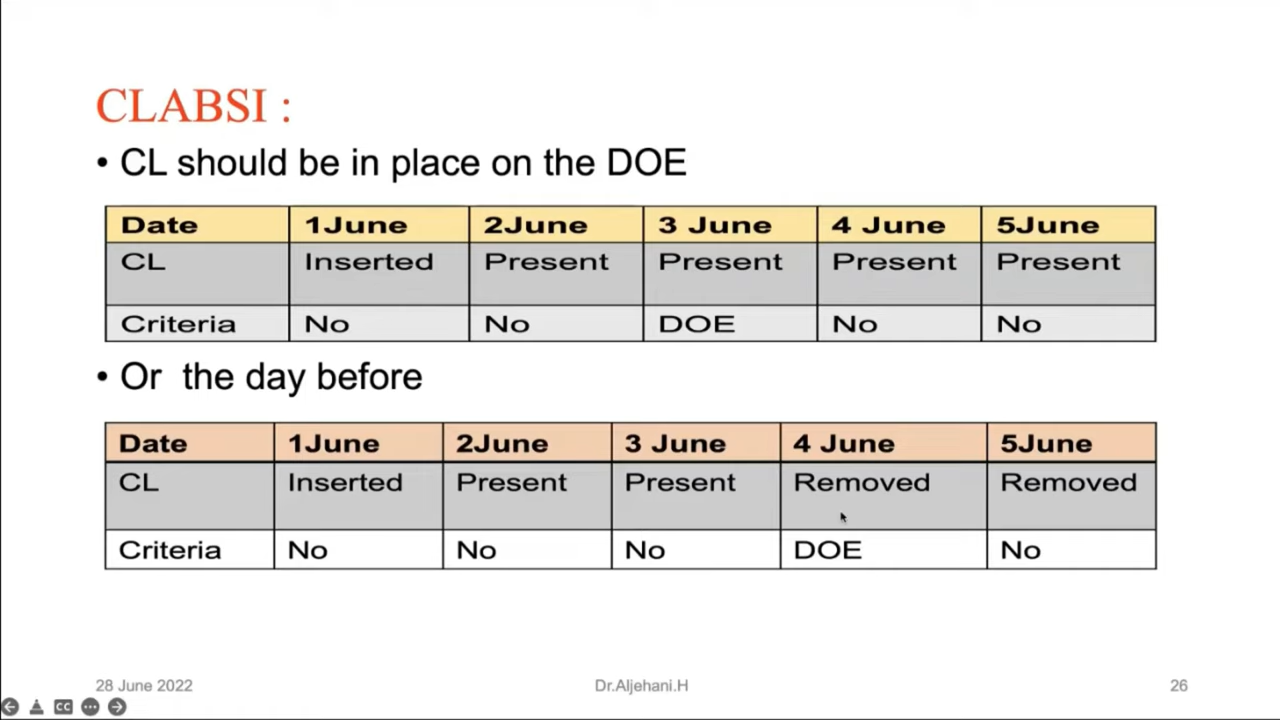 CLABSI :
• CL should be in place on the DOE
Date 1June 2June 3 June 4 June 5June
CL Inserted Present Present Present Present
Criteria No No DOE No No
• Or the day before
Date 1June 2June 3 June 4 June 5June
CL Inserted Present Present Removed Removed
Criteria No No No DOE No
28 June 2022 Dr.Aljehani.H 26
CC